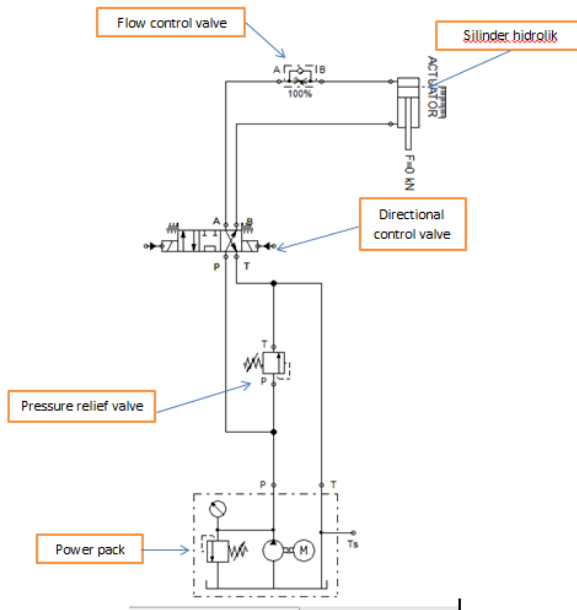 Flow control valve
Silinder hidrolik
A
B
100%
ACTUATOR
F=0 kN
A
B
Directional
control valve
P
T
T
P
Pressure relief valve
P
T
Power pack
M
Ts